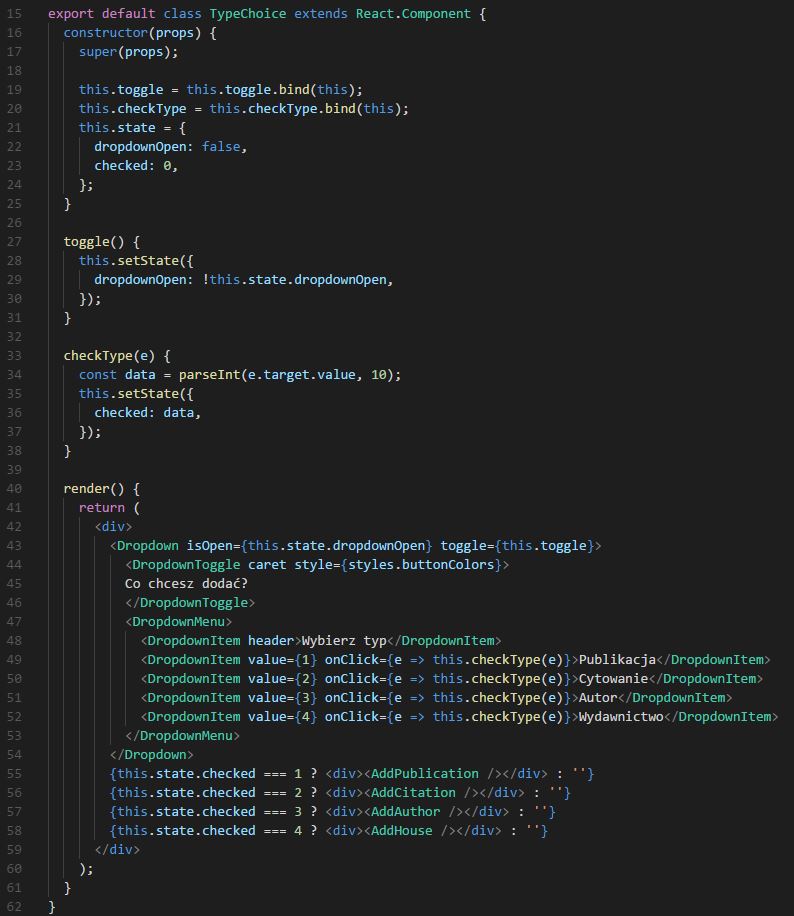 15 export default class TypeChoice extends React.Component {
16   constructor(props) {
17     super(props);
18
19     this.toggle = this.toggle.bind(this);
20     this.checkType = this.checkType.bind(this);
21     this.state = {
22       dropdownOpen: false,
23       checked: 0,
24     };
25   }
26
27   toggle() {
28     this.setState({
29       dropdownOpen: !this.state.dropdownOpen,
30     });
31   }
32
33   checkType(e) {
34     const data = parseInt(e.target.value, 10);
35     this.setState({
36       checked: data,
37     });
38   }
39
40   render() {
41     return (
42       <div>
43         <Dropdown isOpen={this.state.dropdownOpen} toggle={this.toggle}>
44           <DropdownToggle caret style={styles.buttonColors}>
45           Co chcesz dodać?
46           </DropdownToggle>
47           <DropdownMenu>
48             <DropdownItem header>Wybierz typ</DropdownItem>
49             <DropdownItem value={1} onClick={e => this.checkType(e)}>Publikacja</DropdownItem>
50             <DropdownItem value={2} onClick={e => this.checkType(e)}>Cytowanie</DropdownItem>
51             <DropdownItem value={3} onClick={e => this.checkType(e)}>Autor</DropdownItem>
52             <DropdownItem value={4} onClick={e => this.checkType(e)}>Wydawnictwo</DropdownItem>
53           </DropdownMenu>
54         </Dropdown>
55         {this.state.checked === 1 ? <div><AddPublication /></div> : ''}
56         {this.state.checked === 2 ? <div><AddCitation /></div> : ''}
57         {this.state.checked === 3 ? <div><AddAuthor /></div> : ''}
58         {this.state.checked === 4 ? <div><AddHouse /></div> : ''}
59       </div>
60     );
61   }
62 }